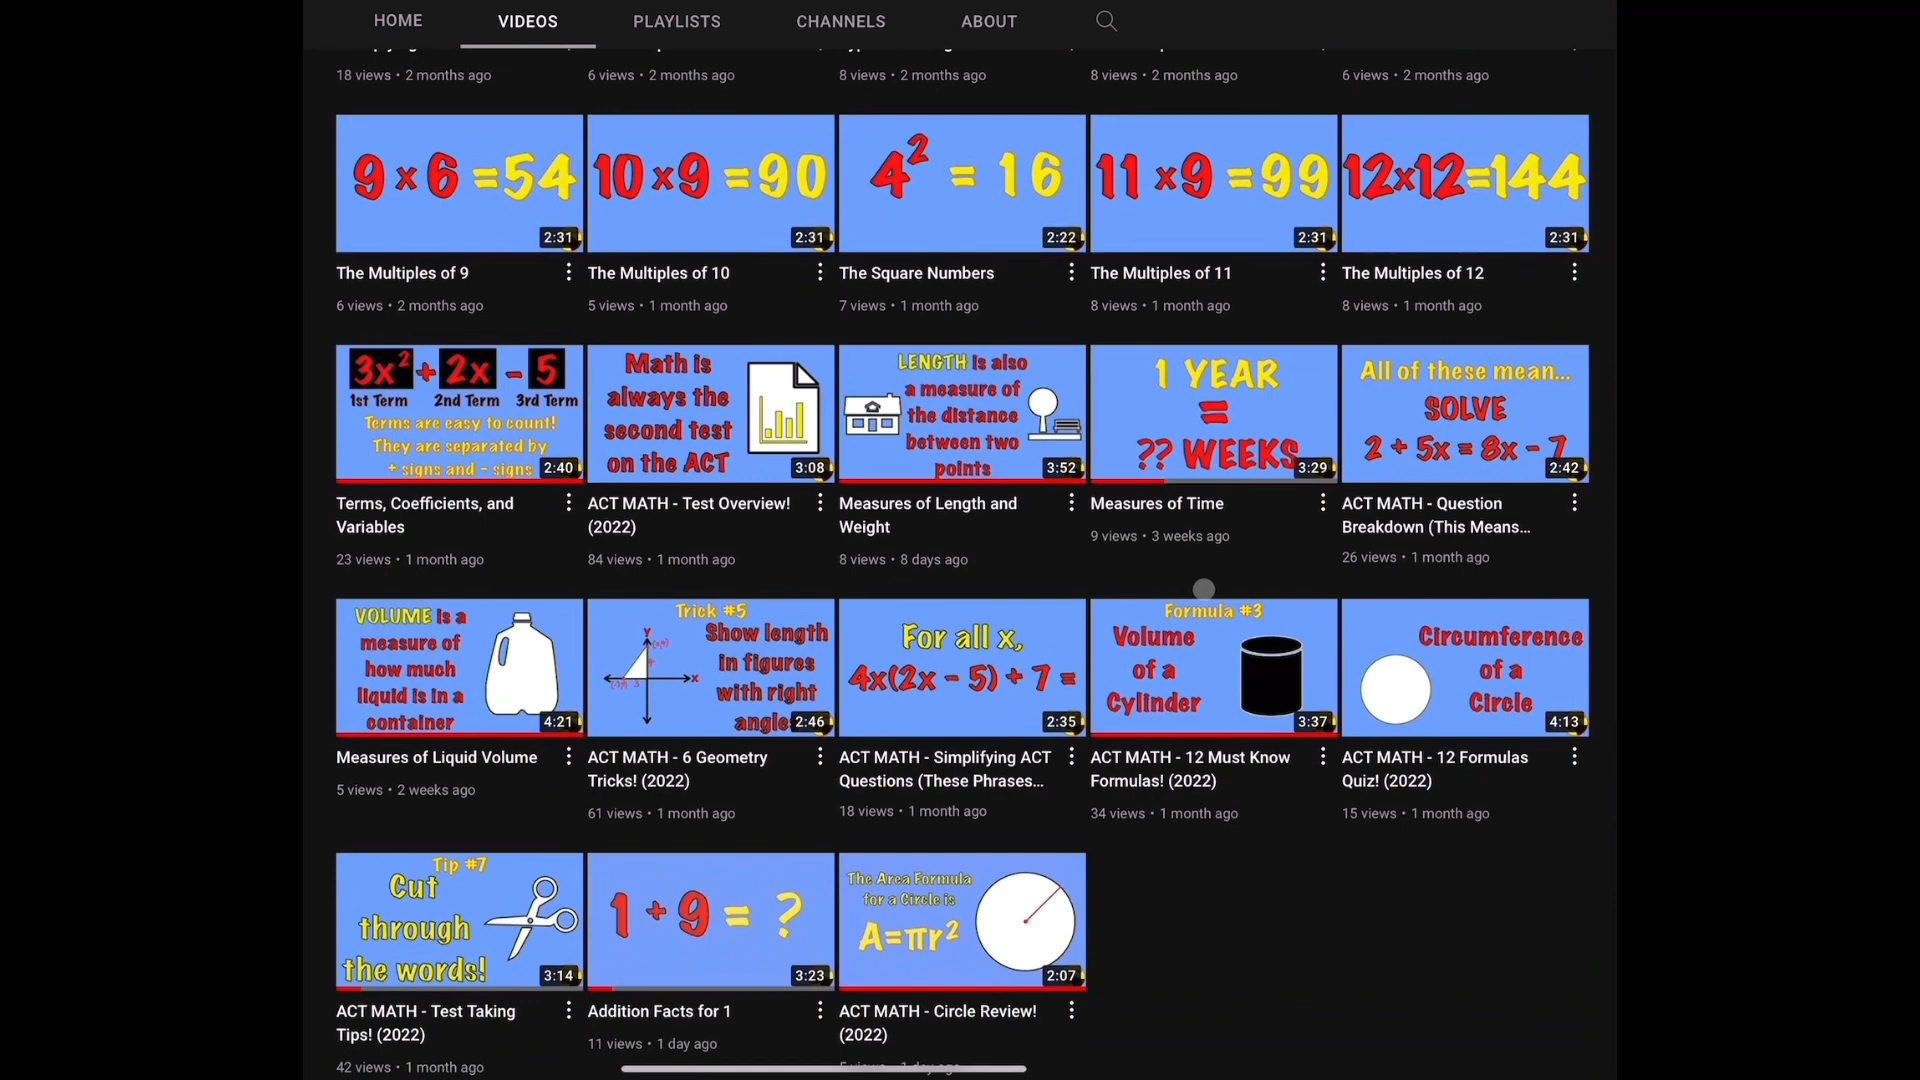 HOME VIDEOS PLAYLISTS CHANNELS ABOUT
18 views • 2 months ago
6 views • 2 months ago
8 views • 2 months ago
8 views • 2 months ago
6 views • 2 months ago
9 × 6 = 54
2:31
The Multiples of 9
6 views • 2 months ago
10 × 9 = 90
2:31
The Multiples of 10
5 views • 1 month ago
4² = 16
2:22
The Square Numbers
7 views • 1 month ago
11 × 9 = 99
2:31
The Multiples of 11
8 views • 1 month ago
12×12=144
2:31
The Multiples of 12
8 views • 1 month ago
3x² + 2x - 5
1st Term 2nd Term 3rd Term
Terms are easy to count!
They are separated by
+ signs and - signs
2:40
Terms, Coefficients, and
Variables
23 views • 1 month ago
Math is
always the
second test
on the ACT
3:08
ACT MATH - Test Overview!
(2022)
84 views • 1 month ago
LENGTH is also
a measure of
the distance
between two
points
3:52
Measures of Length and
Weight
8 views • 8 days ago
1 YEAR
=
?? WEEKS
3:29
Measures of Time
9 views • 3 weeks ago
All of these mean...
SOLVE
2 + 5x = 8x - 7
2:42
ACT MATH - Question
Breakdown (This Means...
26 views • 1 month ago
VOLUME is a
measure of
how much
liquid is in a
container
4:21
Measures of Liquid Volume
5 views • 2 weeks ago
Trick #5
Show length
in figures
with right
angles
y
x
3
2:46
ACT MATH - 6 Geometry
Tricks! (2022)
61 views • 1 month ago
For all x,
4x(2x - 5) + 7 =
2:35
ACT MATH - Simplifying ACT
Questions (These Phrases...
18 views • 1 month ago
Formula #3
Volume
of a
Cylinder
3:37
ACT MATH - 12 Must Know
Formulas! (2022)
34 views • 1 month ago
Circumference
of a
Circle
4:13
ACT MATH - 12 Formulas
Quiz! (2022)
15 views • 1 month ago
Tip #7
Cut
through
the words!
3:14
ACT MATH - Test Taking
Tips! (2022)
42 views • 1 month ago
1 + 9 = ?
3:23
Addition Facts for 1
11 views • 1 day ago
The Area Formula
for a Circle is
A=πr²
2:07
ACT MATH - Circle Review!
(2022)
5 views • 1 day ago